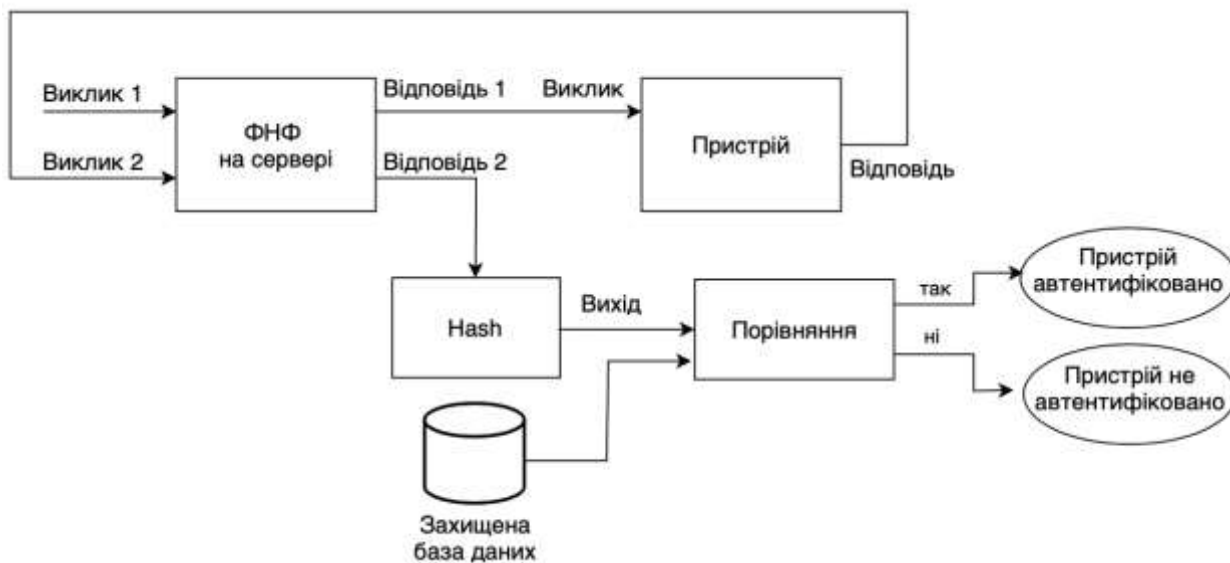 Виклик 1
Виклик 2
ФНФ
на сервері
Відповідь 1
Відповідь 2
Виклик
Пристрій
Відповідь
Hash
Вихід
Порівняння
так
ні
Пристрій
автентифіковано
Пристрій не
автентифіковано
Захищена
база даних